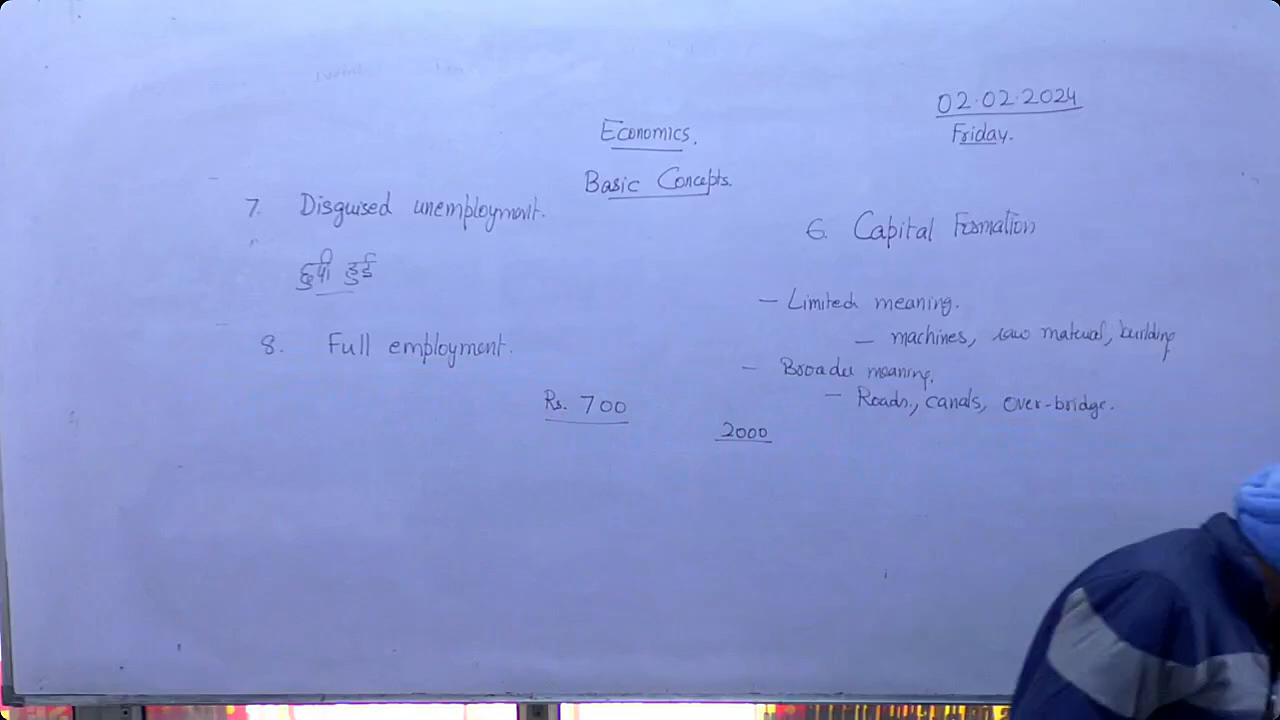 02.02.2024
Friday.
Economics.
Basic Concepts.
7. Disguised unemployment.
छुपी हुई
8. Full employment.
Rs. 700
6. Capital Formation
– Limited meaning.
– machines, raw material, building
– Broader meaning.
– Roads, canals, over-bridge.
2000